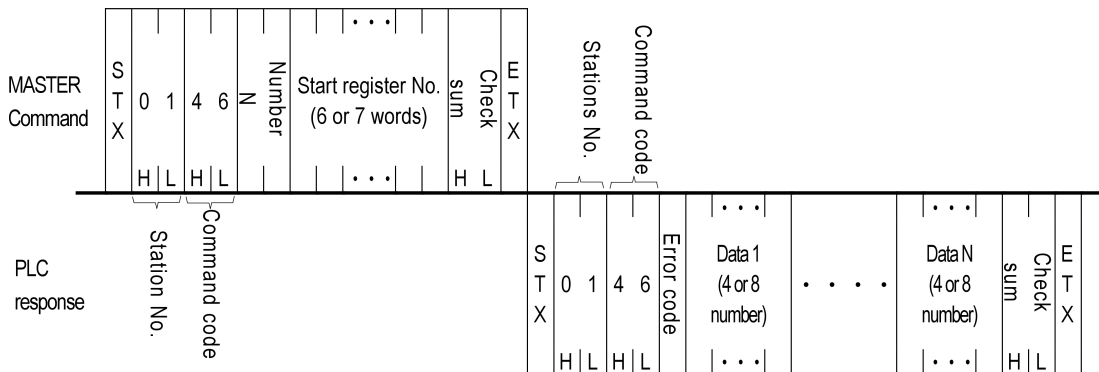 MASTER
Command
S
T
X
0 1
4 6
N
Number
• • •
Start register No.
(6 or 7 words)
• • •
sum
Check
E
T
X
H L
H L
H L
Station No.
Command code
Stations No.
Command code
PLC
response
S
T
X
0 1
4 6
Error code
• • •
Data 1
(4 or 8
number)
• • •
• • • •
• • •
Data N
(4 or 8
number)
• • •
sum
Check
E
T
X
H L
H L
H L